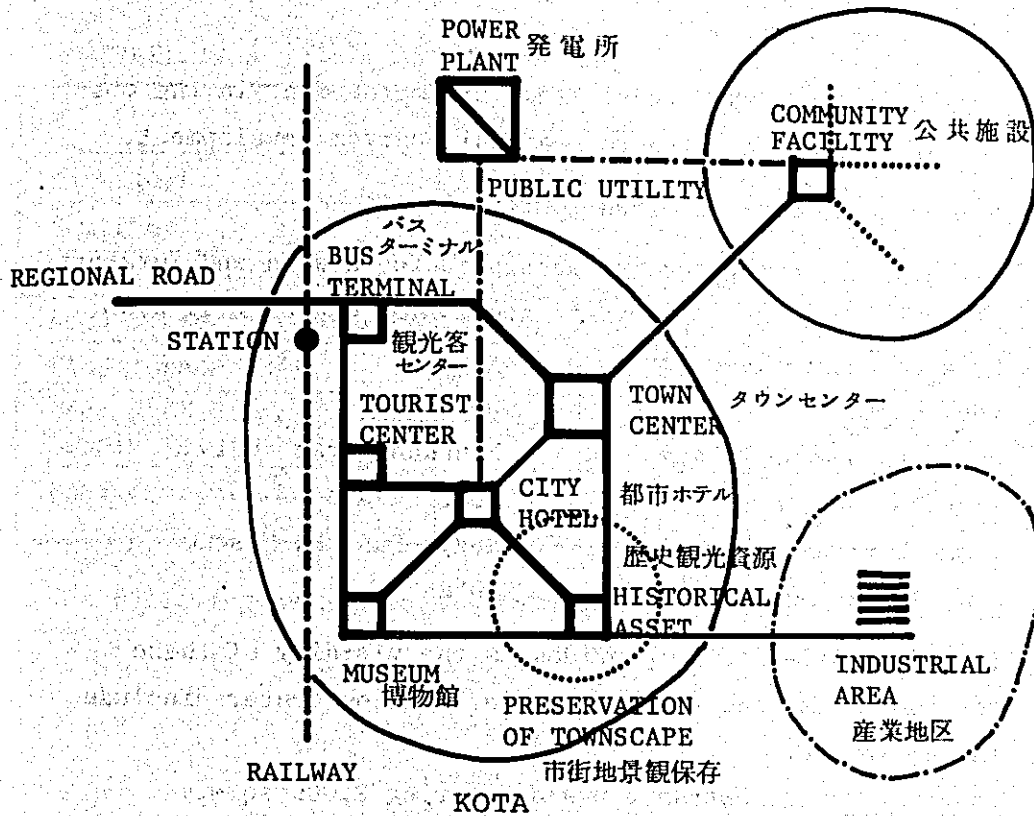 POWER
PLANT
発電所
COMMUNITY
FACILITY
公共施設
PUBLIC UTILITY
バス
ターミナル
BUS
TERMINAL
REGIONAL ROAD
STATION
観光客
センター
TOURIST
CENTER
TOWN
CENTER
タウンセンター
CITY
HOTEL
都市ホテル
歴史観光資源
HISTORICAL
ASSET
MUSEUM
博物館
PRESERVATION
OF TOWNSCAPE
市街地景観保存
INDUSTRIAL
AREA
産業地区
RAILWAY
KOTA